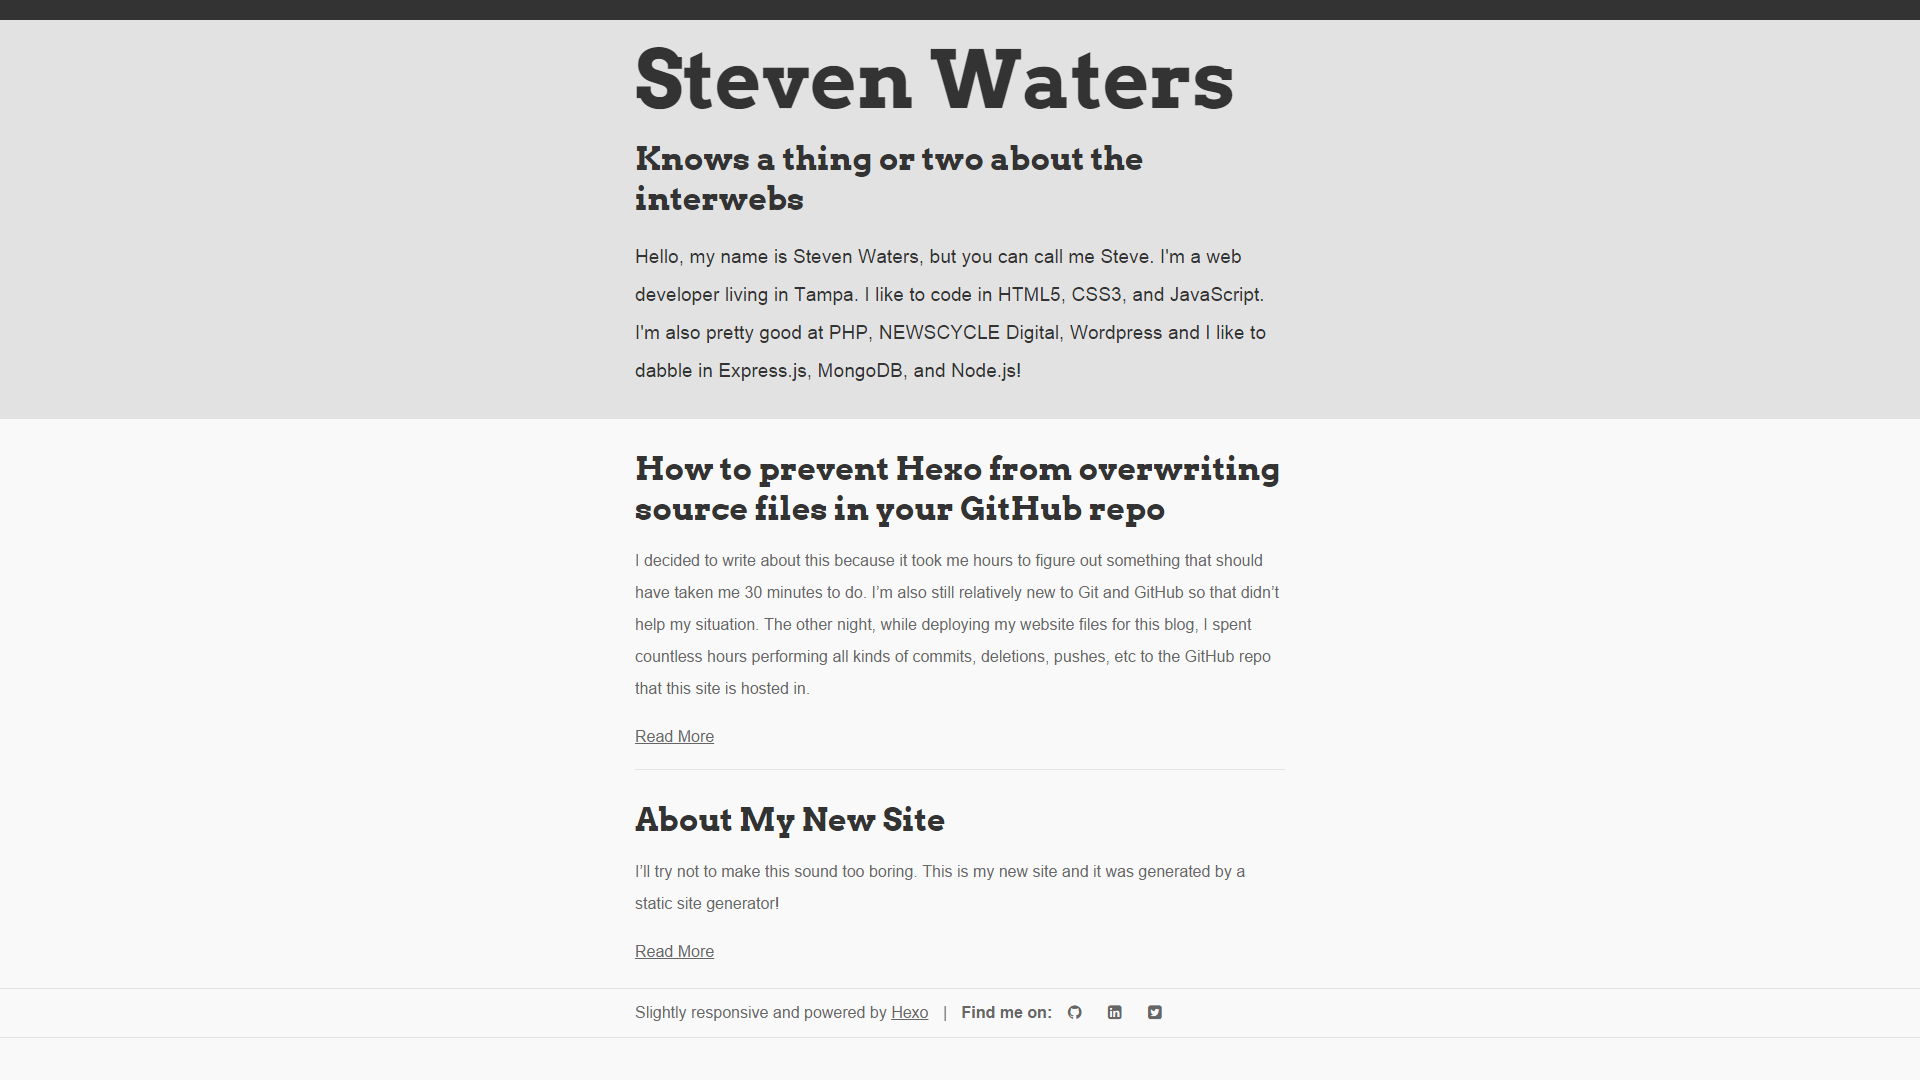 Steven Waters
Knows a thing or two about the
interwebs
Hello, my name is Steven Waters, but you can call me Steve. I'm a web
developer living in Tampa. I like to code in HTML5, CSS3, and JavaScript.
I'm also pretty good at PHP, NEWSCYCLE Digital, Wordpress and I like to
dabble in Express.js, MongoDB, and Node.js!
How to prevent Hexo from overwriting
source files in your GitHub repo
I decided to write about this because it took me hours to figure out something that should
have taken me 30 minutes to do. I’m also still relatively new to Git and GitHub so that didn’t
help my situation. The other night, while deploying my website files for this blog, I spent
countless hours performing all kinds of commits, deletions, pushes, etc to the GitHub repo
that this site is hosted in.
Read More
About My New Site
I’ll try not to make this sound too boring. This is my new site and it was generated by a
static site generator!
Read More
Slightly responsive and powered by Hexo | Find me on: